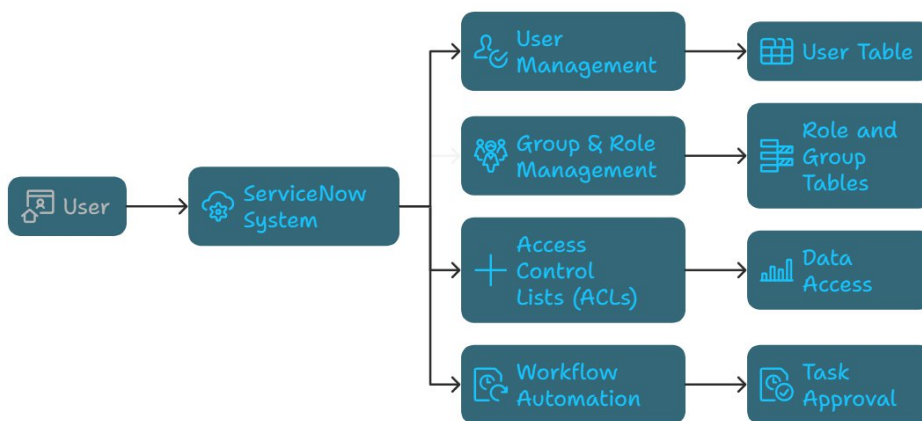 User
ServiceNow
System
User
Management
User Table
Group & Role
Management
Role and
Group
Tables
Access
Control
Lists (ACLs)
Data
Access
Workflow
Automation
Task
Approval